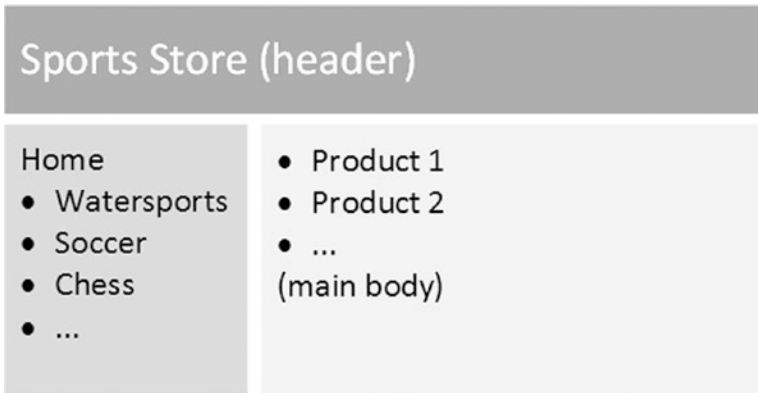 Sports Store (header)
Home
• Watersports
• Soccer
• Chess
• ...
• Product 1
• Product 2
• ...
(main body)